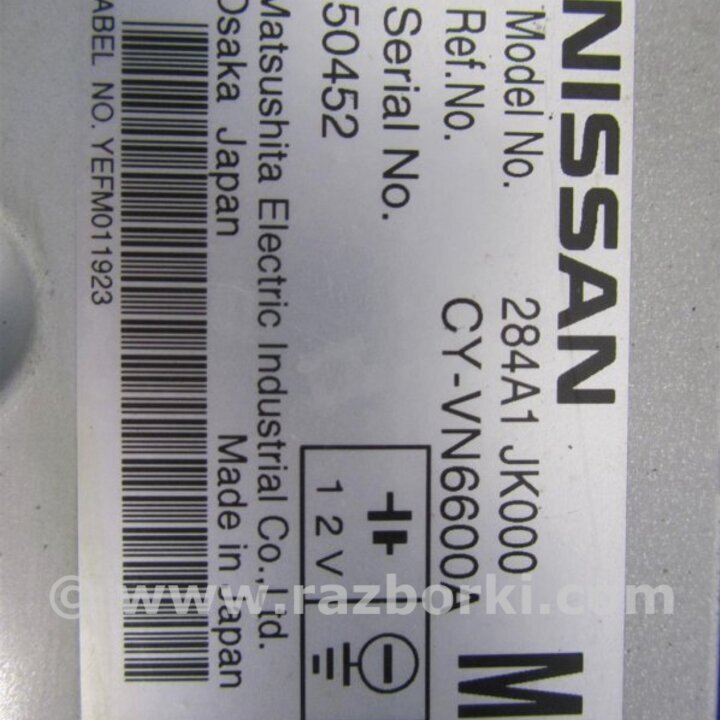 NISSAN
Model No. 284A1 JK000
Ref.No. CY-VN6600A
M
Serial No.
50452
12V
Matsushita Electric Industrial Co., Ltd.
Osaka Japan Made in Japan
ABEL NO. YEFM011923
© www.razborki.com